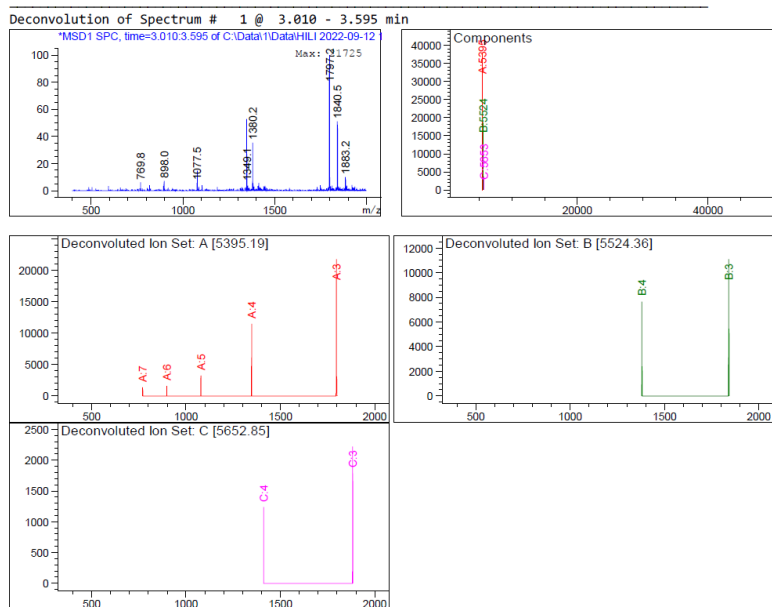 Deconvolution of Spectrum # 1 @ 3.010 - 3.595 min
*MSD1 SPC, time=3.010:3.595 of C:\Data\1\Data\HILI 2022-09-12 1
Max: 1725
100
80
60
40
20
0
769.8
898.0
1077.5
1349.1
1380.2
1797.2
1840.5
1883.2
500
1000
1500
m/z
Components
40000
35000
30000
25000
20000
15000
10000
5000
0
A:5395
B:5524
C:5653
20000
40000
Deconvoluted Ion Set: A [5395.19]
20000
15000
10000
5000
0
A:7
A:6
A:5
A:4
A:3
500
1000
1500
2000
Deconvoluted Ion Set: B [5524.36]
12000
10000
8000
6000
4000
2000
0
B:4
B:3
500
1000
1500
2000
Deconvoluted Ion Set: C [5652.85]
2500
2000
1500
1000
500
0
C:4
C:3
500
1000
1500
2000